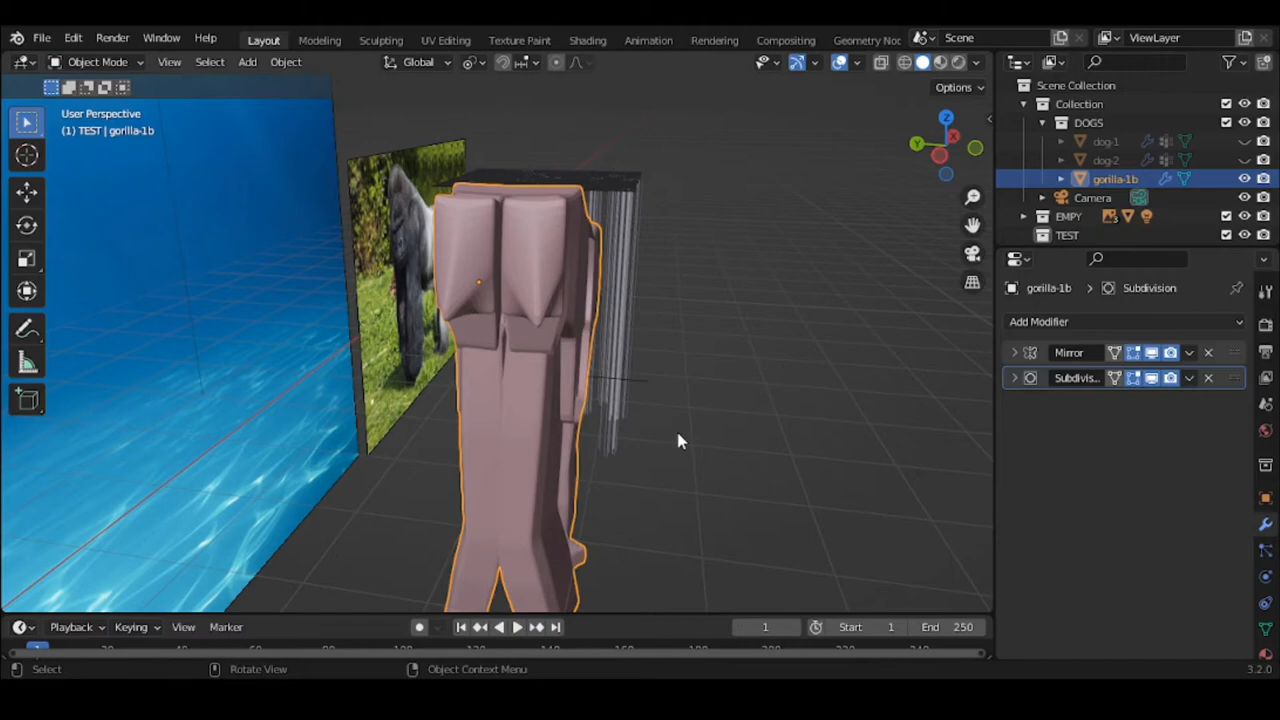 File Edit Render Window Help Layout Modeling Sculpting UV Editing Texture Paint Shading Animation Rendering Compositing Geometry Noc Scene ViewLayer
Object Mode View Select Add Object Global
Options
User Perspective
(1) TEST | gorilla-1b
Z
Y
X
Scene Collection
Collection
DOGS
dog-1
dog-2
gorilla-1b
Camera
EMPY 3
TEST
gorilla-1b Subdivision
Add Modifier
Mirror
Subdivis...
Playback Keying View Marker 1 Start 1 End 250
Select Rotate View Object Context Menu 3.2.0